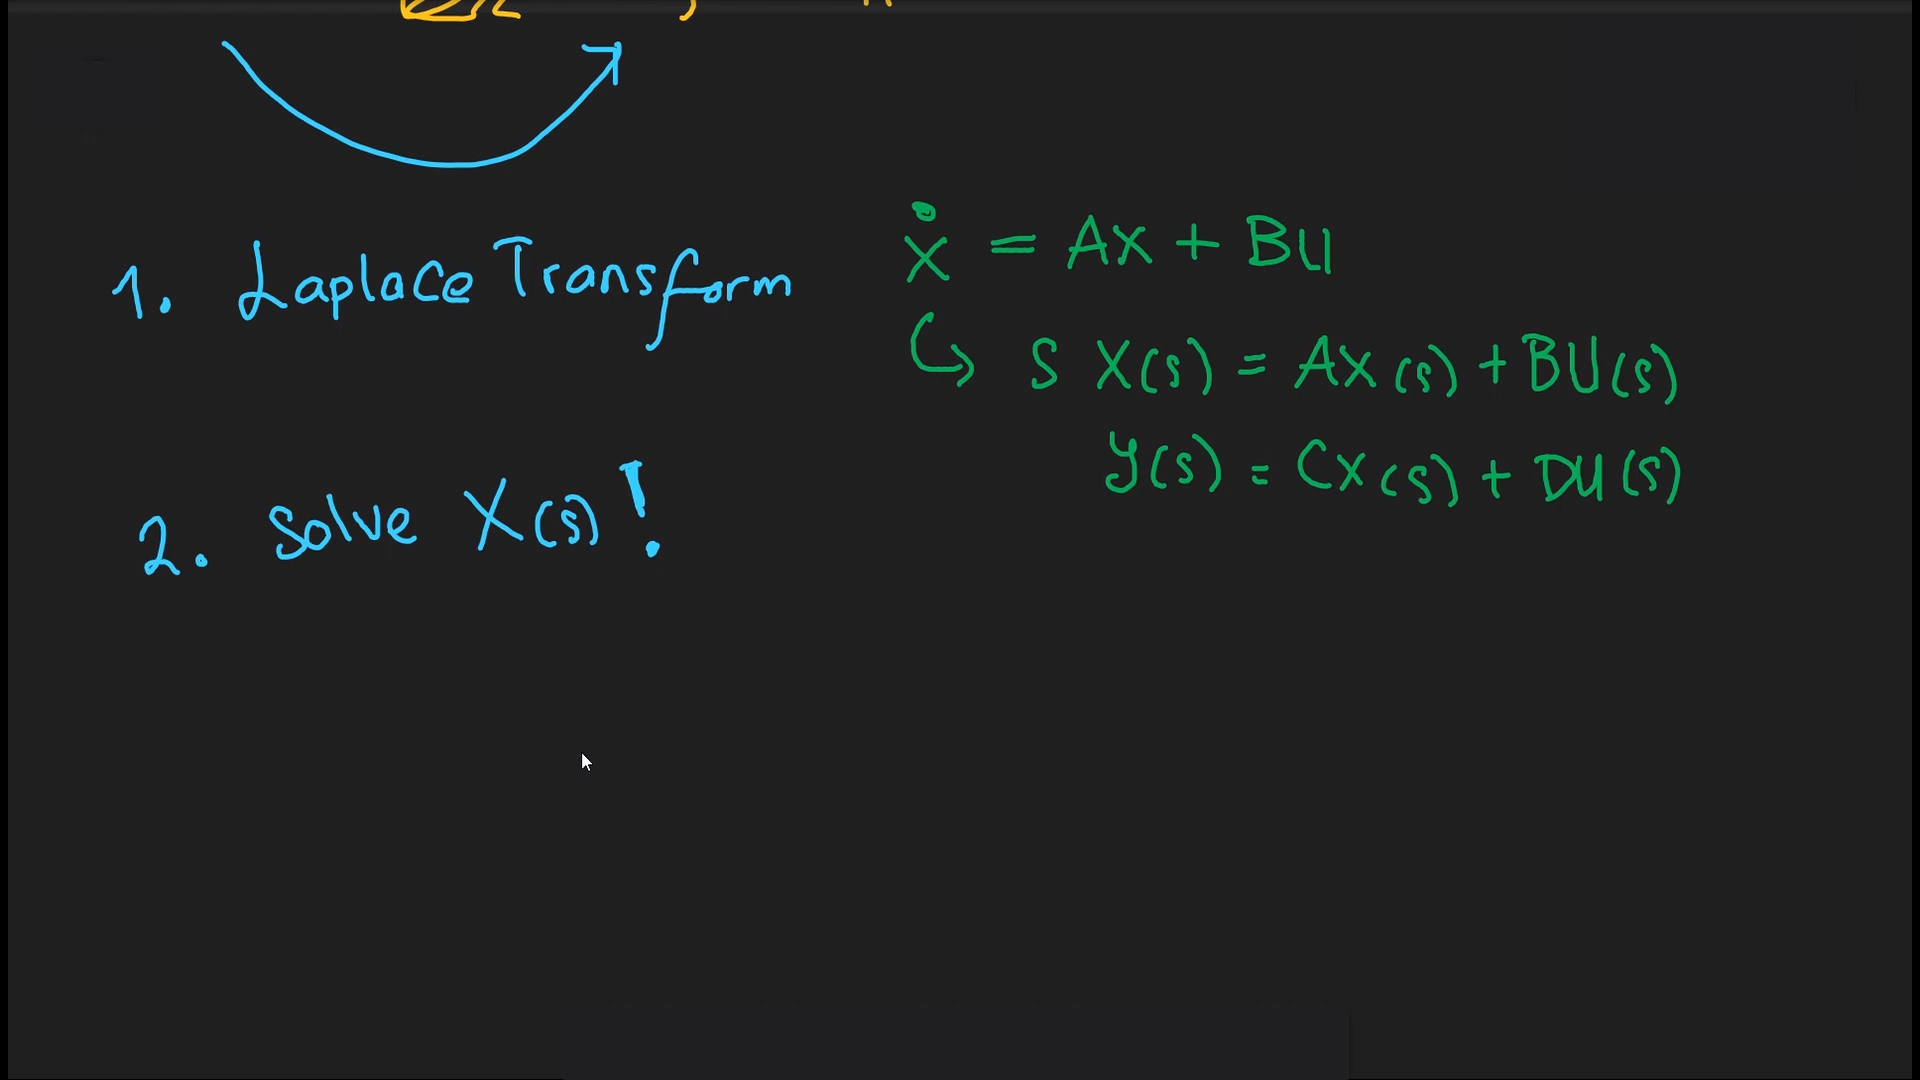 1. Laplace Transform
ẋ = Ax + BU
↳ S X(s) = AX(s) + BU(s)
y(s) = CX(s) + DU(s)
2. Solve X(s)!